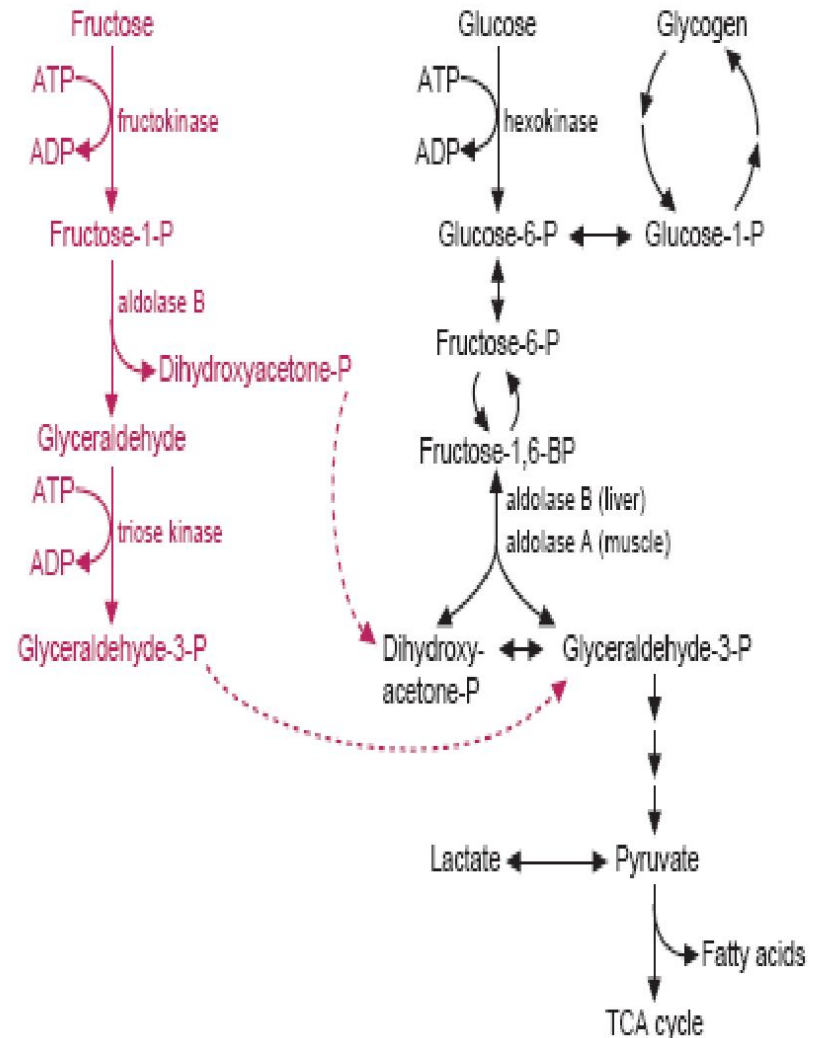 Fructose
ATP
fructokinase
ADP
Fructose-1-P
aldolase B
Dihydroxyacetone-P
Glyceraldehyde
ATP
triose kinase
ADP
Glyceraldehyde-3-P
Glucose
ATP
hexokinase
ADP
Glucose-6-P
Glycogen
Glucose-1-P
Fructose-6-P
Fructose-1,6-BP
aldolase B (liver)
aldolase A (muscle)
Dihydroxy-
acetone-P
Glyceraldehyde-3-P
Lactate
Pyruvate
Fatty acids
TCA cycle